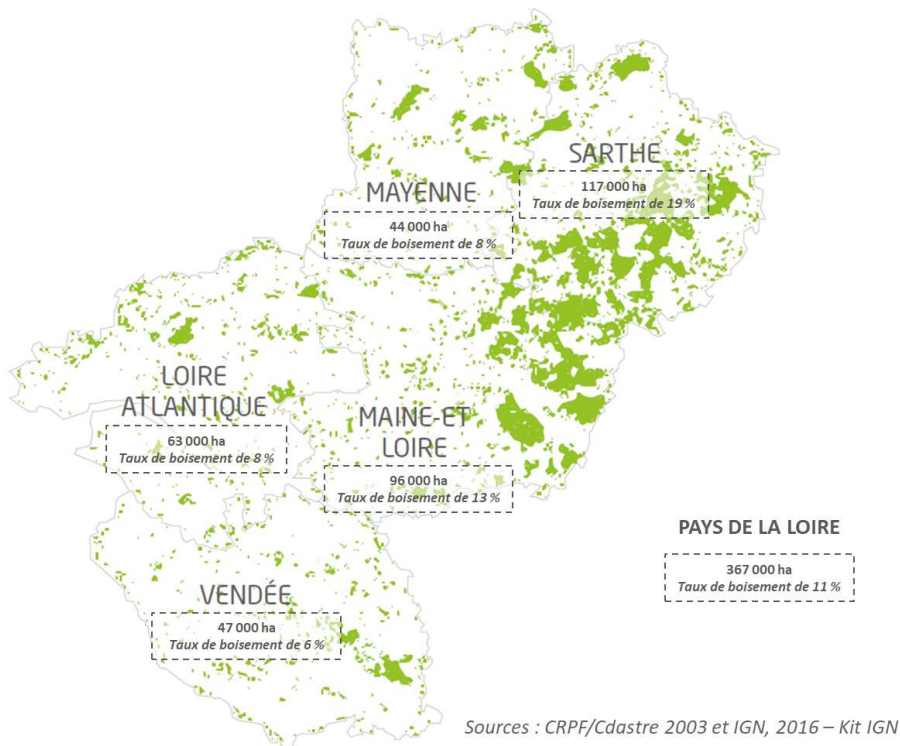 SARTHE
117 000 ha
Taux de boisement de 19 %
MAYENNE
44 000 ha
Taux de boisement de 8 %
LOIRE
ATLANTIQUE
63 000 ha
Taux de boisement de 8 %
MAINE-ET
LOIRE
96 000 ha
Taux de boisement de 13 %
PAYS DE LA LOIRE
367 000 ha
Taux de boisement de 11 %
VENDÉE
47 000 ha
Taux de boisement de 6 %
Sources : CRPF/Cdastre 2003 et IGN, 2016 – Kit IGN